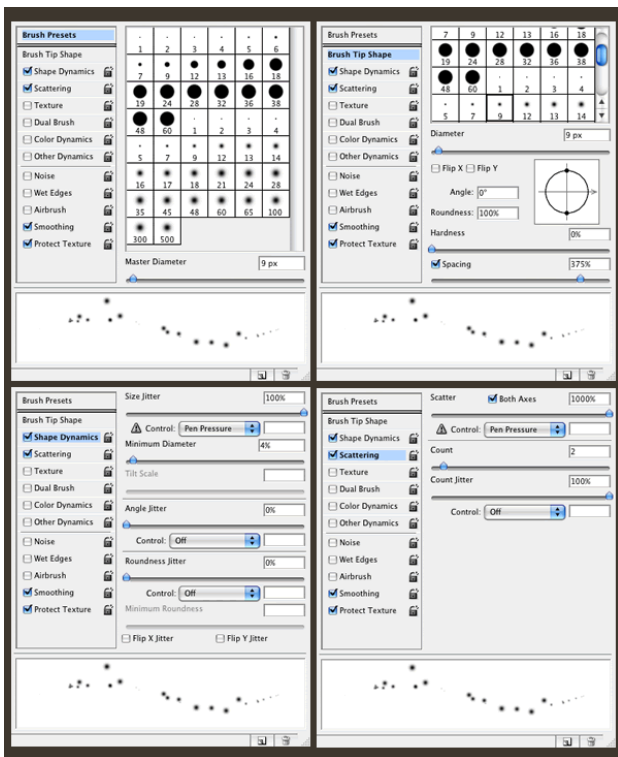 Brush Presets
Brush Tip Shape
Shape Dynamics
Scattering
Texture
Dual Brush
Color Dynamics
Other Dynamics
Noise
Wet Edges
Airbrush
Smoothing
Protect Texture
1 2 3 4 5 6
7 9 12 13 16 18
19 24 28 32 36 38
48 60 1 2 3 4
5 7 9 12 13 14
16 17 18 21 24 28
35 45 48 60 65 100
300 500
Master Diameter 9 px
Brush Presets
Brush Tip Shape
Shape Dynamics
Scattering
Texture
Dual Brush
Color Dynamics
Other Dynamics
Noise
Wet Edges
Airbrush
Smoothing
Protect Texture
7 9 12 13 16 18
19 24 28 32 36 38
48 60 1 2 3 4
5 7 9 12 13 14
Diameter 9 px
Flip X Flip Y
Angle: 0°
Roundness: 100%
Hardness 0%
Spacing 375%
Brush Presets
Brush Tip Shape
Shape Dynamics
Scattering
Texture
Dual Brush
Color Dynamics
Other Dynamics
Noise
Wet Edges
Airbrush
Smoothing
Protect Texture
Size Jitter 100%
Control: Pen Pressure
Minimum Diameter 4%
Tilt Scale
Angle Jitter 0%
Control: Off
Roundness Jitter 0%
Control: Off
Minimum Roundness
Flip X Jitter Flip Y Jitter
Brush Presets
Brush Tip Shape
Shape Dynamics
Scattering
Texture
Dual Brush
Color Dynamics
Other Dynamics
Noise
Wet Edges
Airbrush
Smoothing
Protect Texture
Scatter Both Axes 1000%
Control: Pen Pressure
Count 2
Count Jitter 100%
Control: Off